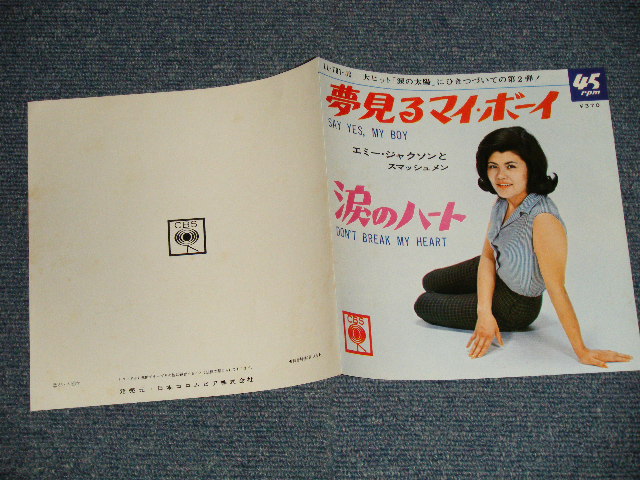 大ヒット「涙の太陽」にひきつづいての第2弾!
45
rpm
¥370
夢見るマイ・ボーイ
SAY YES, MY BOY
エミー・ジャクソンと
スマッシュメン
涙のハート
DON'T BREAK MY HEART
CBS
CBS
発売元・日本コロムビア株式会社